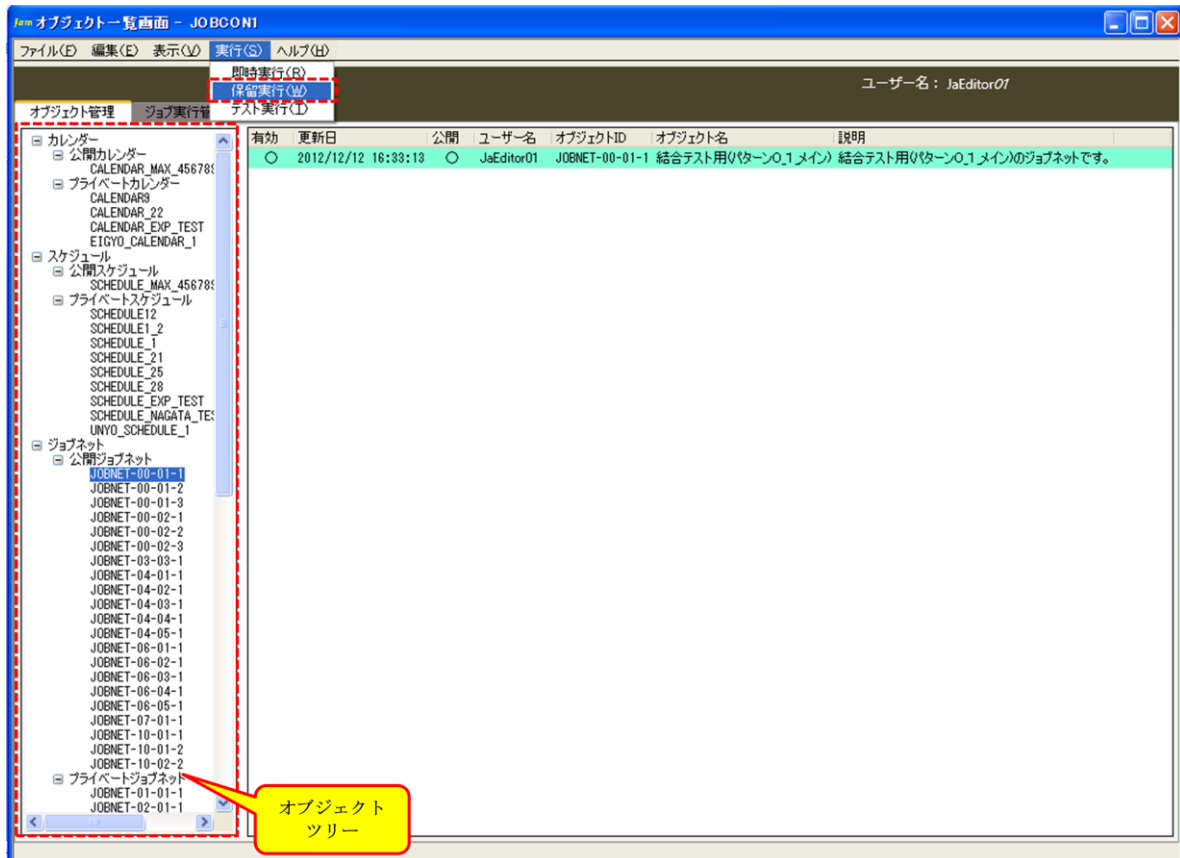 Jam オブジェクト一覧画面 - JOBCON1
ファイル(F) 編集(E) 表示(V) 実行(S) ヘルプ(H)
即時実行(R)
保留実行(W)
テスト実行(T)
ユーザー名: JaEditor01
オブジェクト管理 ジョブ実行管
有効 更新日 公開 ユーザー名 オブジェクトID オブジェクト名 説明
○ 2012/12/12 16:33:13 ○ JaEditor01 JOBNET-00-01-1 結合テスト用(パターン0_1_メイン) 結合テスト用(パターン0_1_メイン)のジョブネットです。
カレンダー
公開カレンダー
CALENDAR_MAX_456789
プライベートカレンダー
CALENDAR9
CALENDAR_22
CALENDAR_EXP_TEST
EIGYO_CALENDAR_1
スケジュール
公開スケジュール
SCHEDULE_MAX_456789
プライベートスケジュール
SCHEDULE12
SCHEDULE1_2
SCHEDULE_1
SCHEDULE_21
SCHEDULE_25
SCHEDULE_28
SCHEDULE_EXP_TEST
SCHEDULE_NAGATA_TES
UNYO_SCHEDULE_1
ジョブネット
公開ジョブネット
JOBNET-00-01-1
JOBNET-00-01-2
JOBNET-00-01-3
JOBNET-00-02-1
JOBNET-00-02-2
JOBNET-00-02-3
JOBNET-03-03-1
JOBNET-04-01-1
JOBNET-04-02-1
JOBNET-04-03-1
JOBNET-04-04-1
JOBNET-04-05-1
JOBNET-06-01-1
JOBNET-06-02-1
JOBNET-06-03-1
JOBNET-06-04-1
JOBNET-06-05-1
JOBNET-07-01-1
JOBNET-10-01-1
JOBNET-10-01-2
JOBNET-10-02-2
プライベートジョブネット
JOBNET-01-01-1
JOBNET-02-01-1
オブジェクト
ツリー